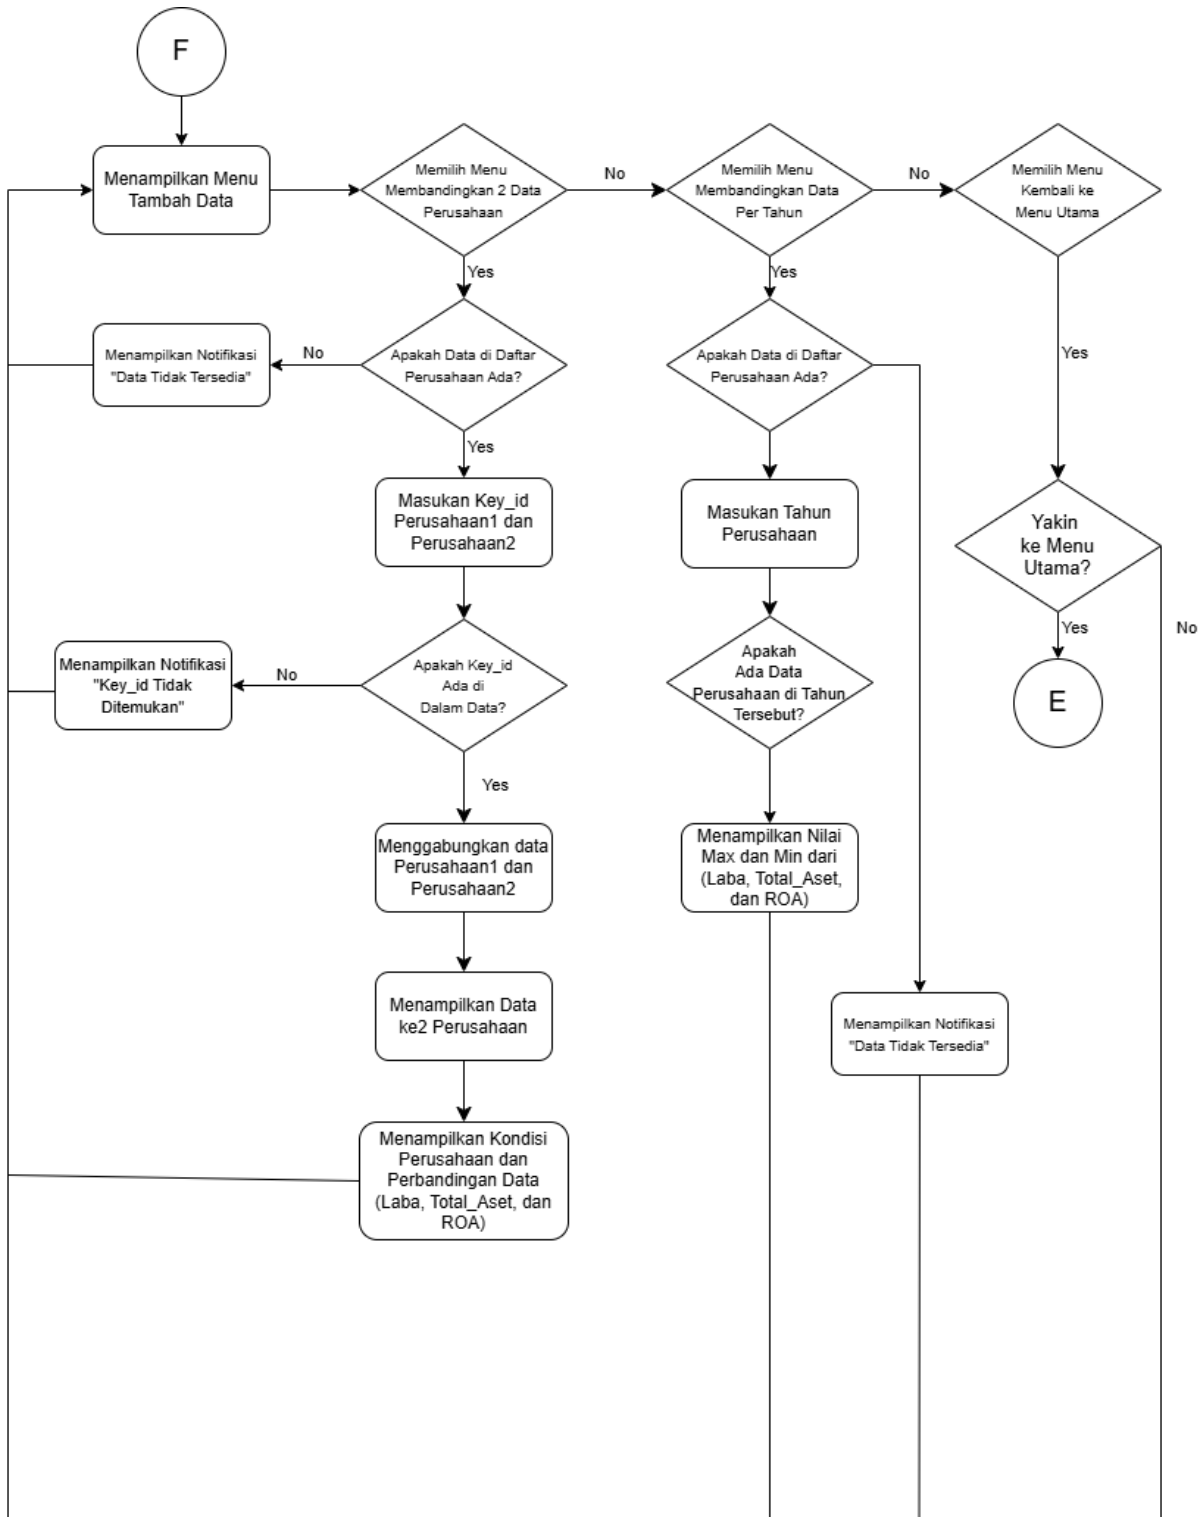 F
Menampilkan Menu
Tambah Data
Memilih Menu
Membandingkan 2 Data
Perusahaan
No
Memilih Menu
Membandingkan Data
Per Tahun
No
Memilih Menu
Kembali ke
Menu Utama
Yes
Yes
Yes
Menampilkan Notifikasi
"Data Tidak Tersedia"
No
Apakah Data di Daftar
Perusahaan Ada?
Apakah Data di Daftar
Perusahaan Ada?
Yes
Masukan Key_id
Perusahaan1 dan
Perusahaan2
Masukan Tahun
Perusahaan
Yakin
ke Menu
Utama?
Yes
No
Menampilkan Notifikasi
"Key_id Tidak
Ditemukan"
No
Apakah Key_id
Ada di
Dalam Data?
Apakah
Ada Data
Perusahaan di Tahun
Tersebut?
E
Yes
Menggabungkan data
Perusahaan1 dan
Perusahaan2
Menampilkan Nilai
Max dan Min dari
(Laba, Total_Aset,
dan ROA)
Menampilkan Data
ke2 Perusahaan
Menampilkan Notifikasi
"Data Tidak Tersedia"
Menampilkan Kondisi
Perusahaan dan
Perbandingan Data
(Laba, Total_Aset, dan
ROA)